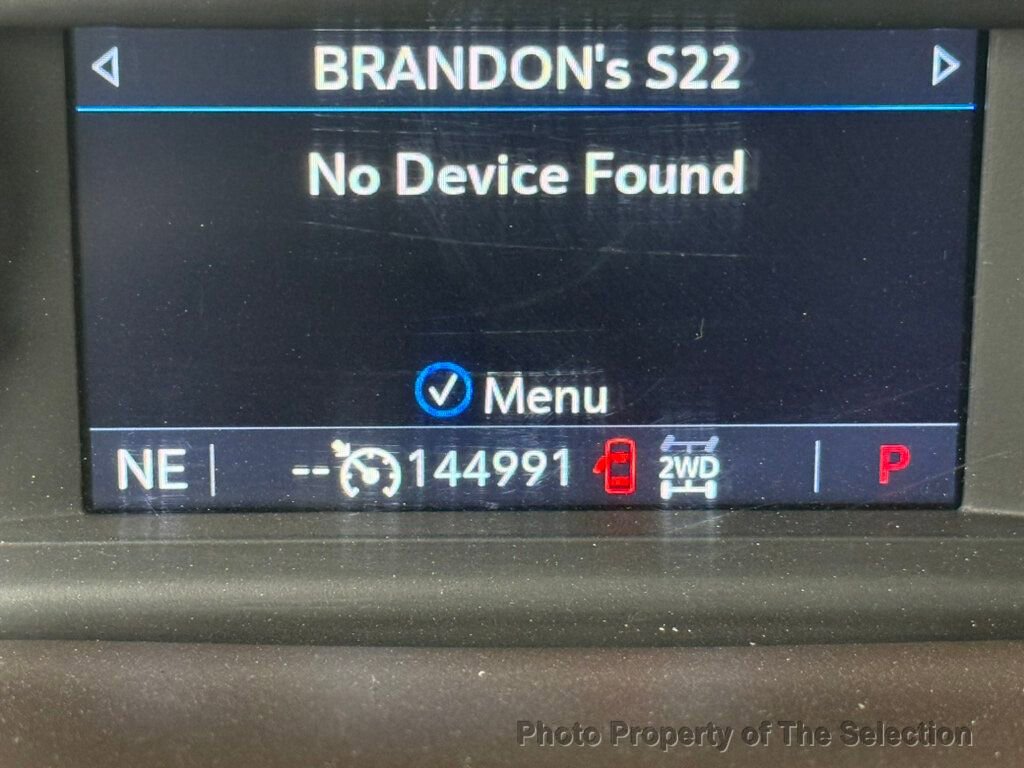 BRANDON's S22
No Device Found
Menu
NE -- 144991 2WD P
Photo Property of The Selection